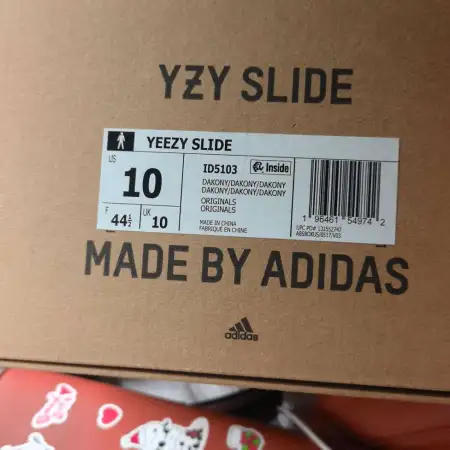 YZY SLIDE
YEEZY SLIDE
US
10
F
44½
UK
10
ID5103
Inside
DAKONY/DAKONY/DAKONY
DAKONY/DAKONY/DAKONY
ORIGINALS
ORIGINALS
MADE IN CHINA
FABRIQUÉ EN CHINE
1 96461 54974 2
MADE BY ADIDAS
adidas